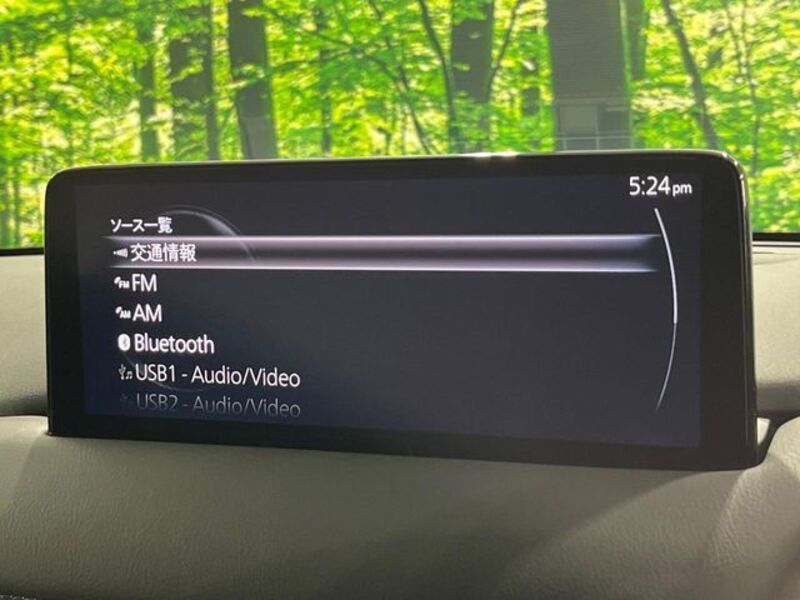 5:24pm
ソース一覧
交通情報
FM
AM
Bluetooth
USB1 - Audio/Video
USB2 - Audio/Video